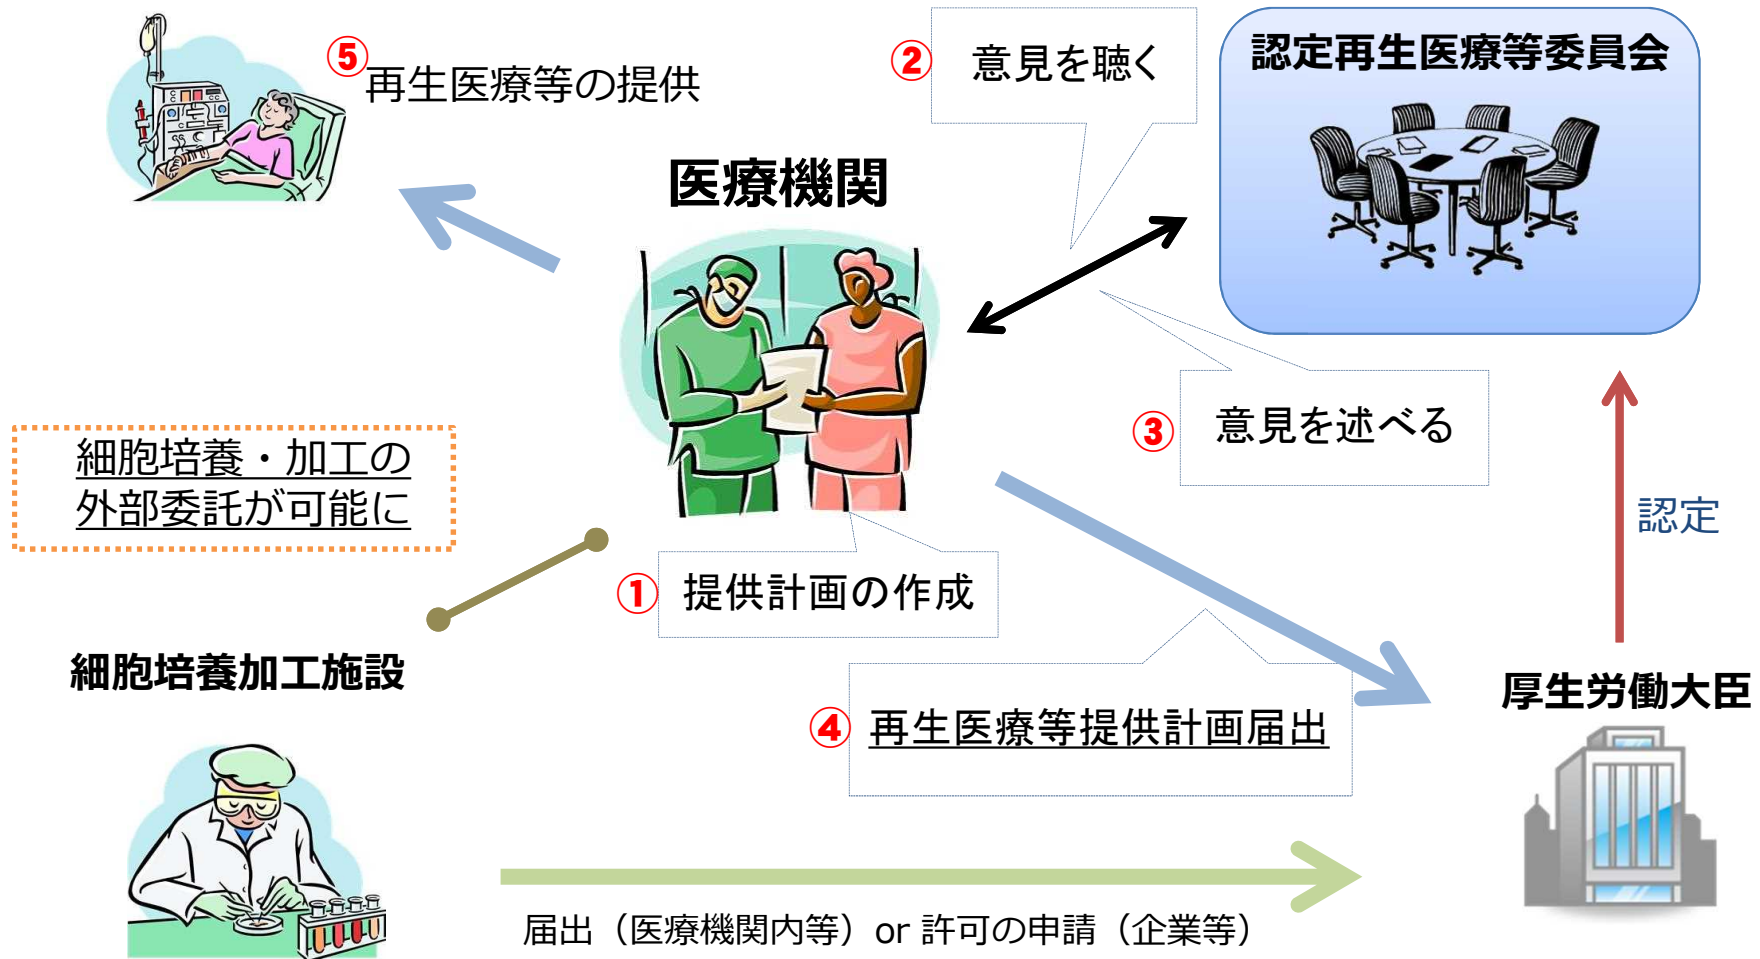 ⑤
再生医療等の提供
② 意見を聴く
認定再生医療等委員会
医療機関
③ 意見を述べる
細胞培養・加工の
外部委託が可能に
認定
① 提供計画の作成
細胞培養加工施設
④ 再生医療等提供計画届出
厚生労働大臣
届出（医療機関内等）or 許可の申請（企業等）